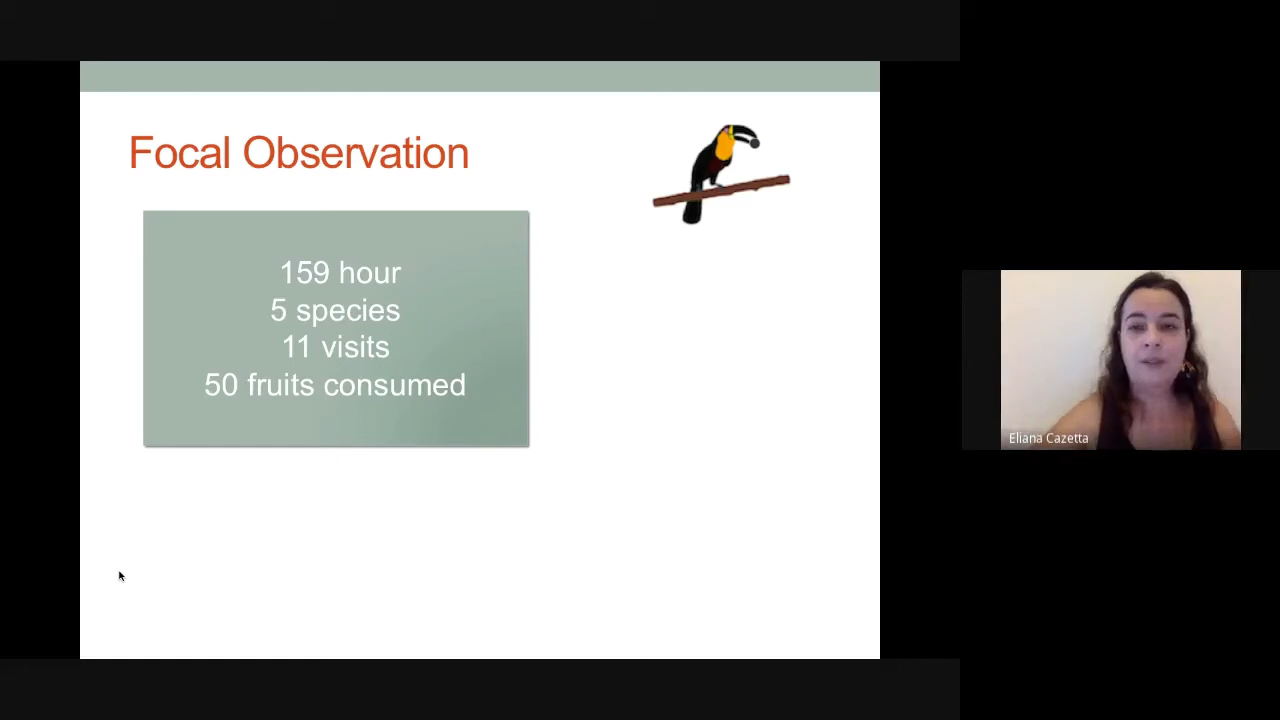 Focal Observation
159 hour
5 species
11 visits
50 fruits consumed
Eliana Cazetta